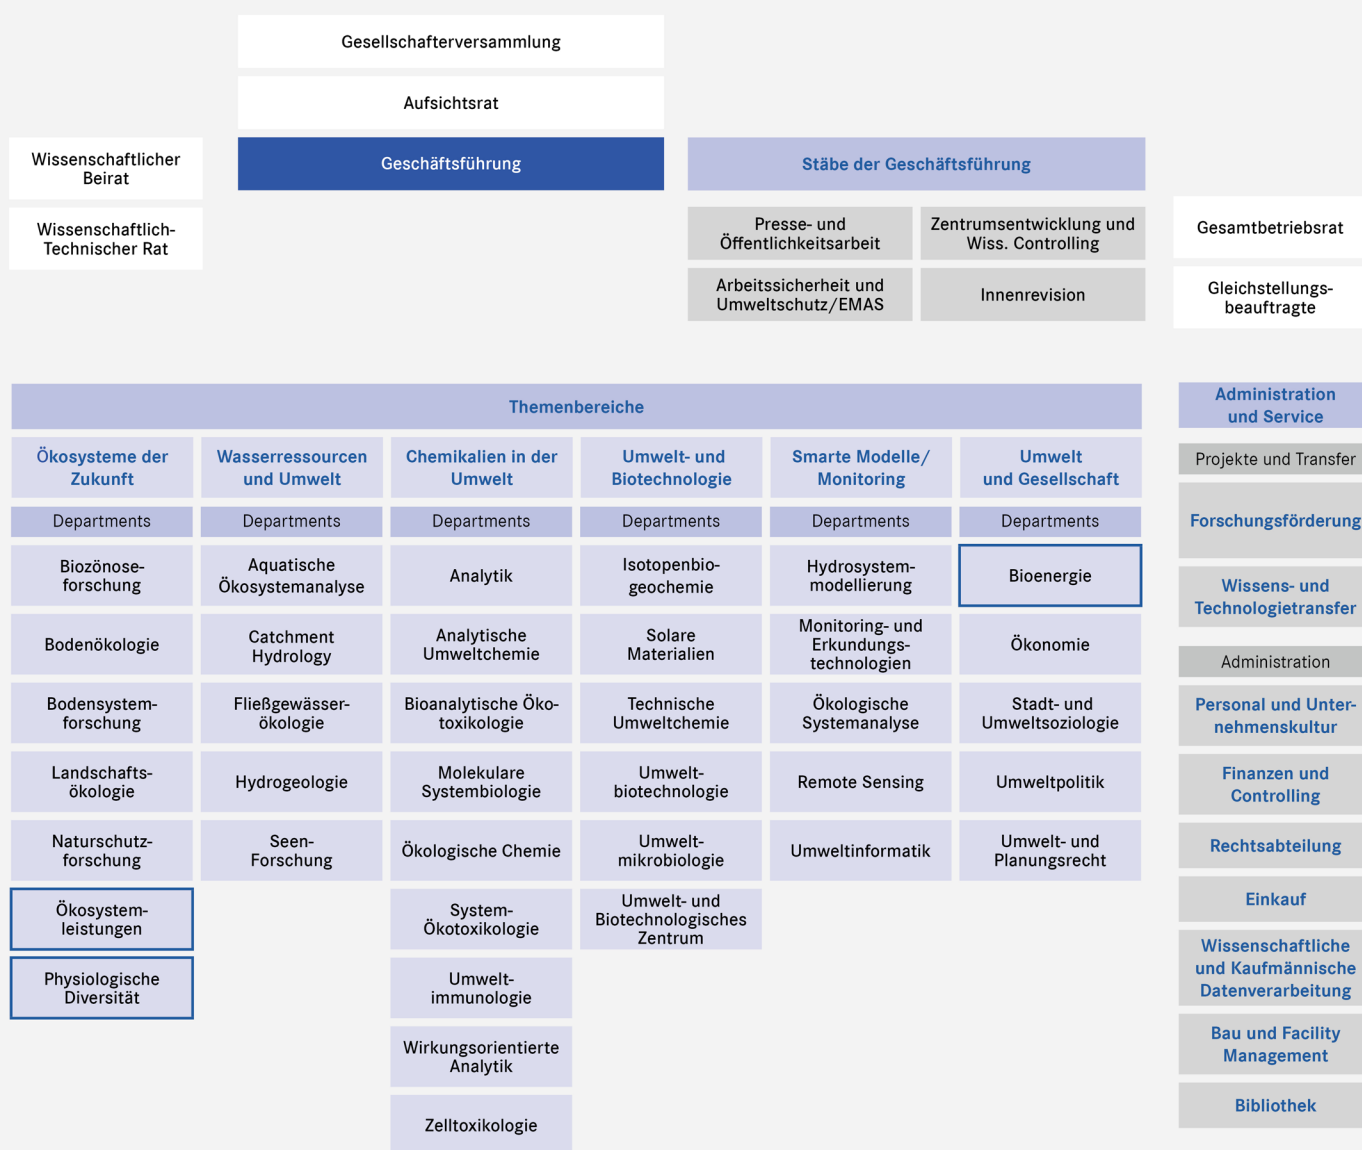 Gesellschafterversammlung
Aufsichtsrat
Geschäftsführung
Wissenschaftlicher
Beirat
Wissenschaftlich-
Technischer Rat
Stäbe der Geschäftsführung
Presse- und
Öffentlichkeitsarbeit
Zentrumsentwicklung und
Wiss. Controlling
Arbeitssicherheit und
Umweltschutz/EMAS
Innenrevision
Gesamtbetriebsrat
Gleichstellungs-
beauftragte
Themenbereiche
Ökosysteme der
Zukunft
Departments
Biozönose-
forschung
Bodenökologie
Bodensystem-
forschung
Landschafts-
ökologie
Naturschutz-
forschung
Ökosystem-
leistungen
Physiologische
Diversität
Wasserressourcen
und Umwelt
Departments
Aquatische
Ökosystemanalyse
Catchment
Hydrology
Fließgewässer-
ökologie
Hydrogeologie
Seen-
Forschung
Chemikalien in der
Umwelt
Departments
Analytik
Analytische
Umweltchemie
Bioanalytische Öko-
toxikologie
Molekulare
Systembiologie
Ökologische Chemie
System-
Ökotoxikologie
Umwelt-
immunologie
Wirkungsorientierte
Analytik
Zelltoxikologie
Umwelt- und
Biotechnologie
Departments
Isotopenbio-
geochemie
Solare
Materialien
Technische
Umweltchemie
Umwelt-
biotechnologie
Umwelt-
mikrobiologie
Umwelt- und
Biotechnologisches
Zentrum
Smarte Modelle/
Monitoring
Departments
Hydrosystem-
modellierung
Monitoring- und
Erkundungs-
technologien
Ökologische
Systemanalyse
Remote Sensing
Umweltinformatik
Umwelt
und Gesellschaft
Departments
Bioenergie
Ökonomie
Stadt- und
Umweltsoziologie
Umweltpolitik
Umwelt- und
Planungsrecht
Administration
und Service
Projekte und Transfer
Forschungsförderung
Wissens- und
Technologietransfer
Administration
Personal und Unter-
nehmenskultur
Finanzen und
Controlling
Rechtsabteilung
Einkauf
Wissenschaftliche
und Kaufmännische
Datenverarbeitung
Bau und Facility
Management
Bibliothek